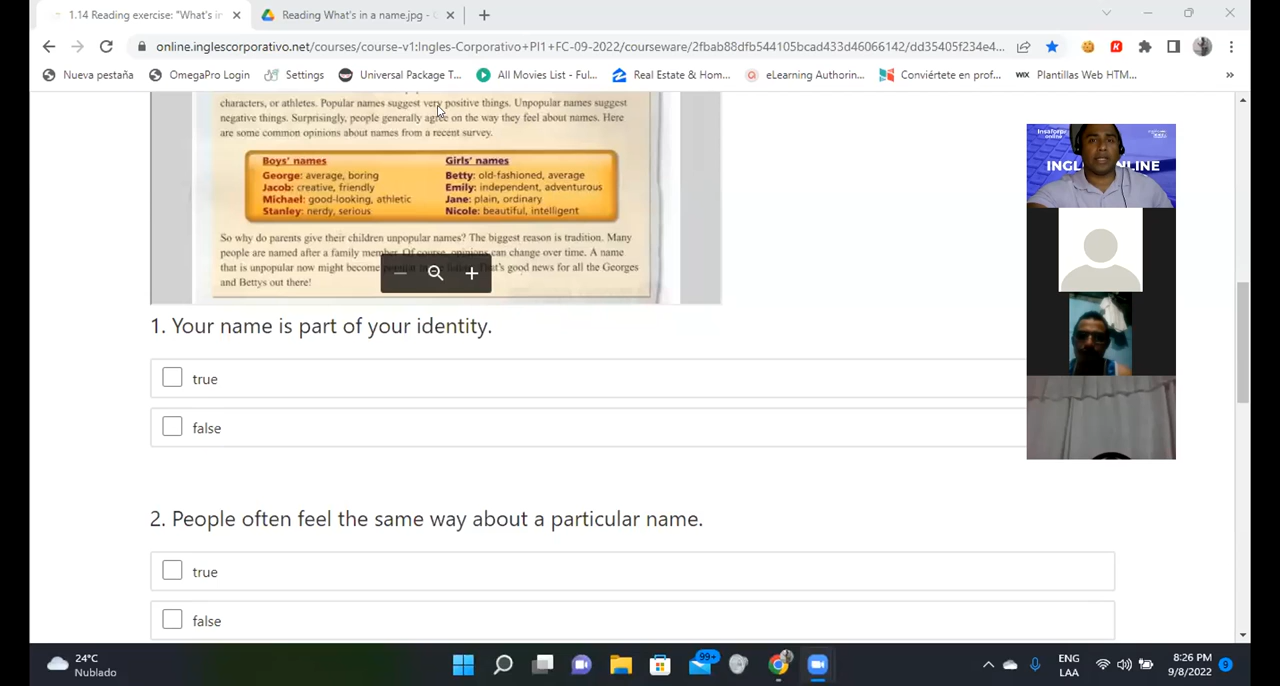 1.14 Reading exercise: "What's in
Reading What's in a name.jpg -
online.inglescorporativo.net/courses/course-v1:Ingles-Corporativo+PI1+FC-09-2022/courseware/2fbab88dfb544105bcad433d46066142/dd35405f234e4...
Nueva pestaña
OmegaPro Login
Settings
Universal Package T...
All Movies List - Ful...
Real Estate & Hom...
eLearning Authorin...
Conviértete en prof...
WIX Plantillas Web HTM...
»
characters, or athletes. Popular names suggest very positive things. Unpopular names suggest
negative things. Surprisingly, people generally agree on the way they feel about names. Here
are some common opinions about names from a recent survey.
Boys' names
George: average, boring
Jacob: creative, friendly
Michael: good-looking, athletic
Stanley: nerdy, serious
Girls' names
Betty: old-fashioned, average
Emily: independent, adventurous
Jane: plain, ordinary
Nicole: beautiful, intelligent
So why do parents give their children unpopular names? The biggest reason is tradition. Many
people are named after a family member. Of course, opinions can change over time. A name
that is unpopular now might become That's good news for all the Georges
and Bettys out there!
1. Your name is part of your identity.
true
false
2. People often feel the same way about a particular name.
true
false
INGL LINE
24°C
Nublado
99+
ENG
LAA
8:26 PM
9/8/2022
9